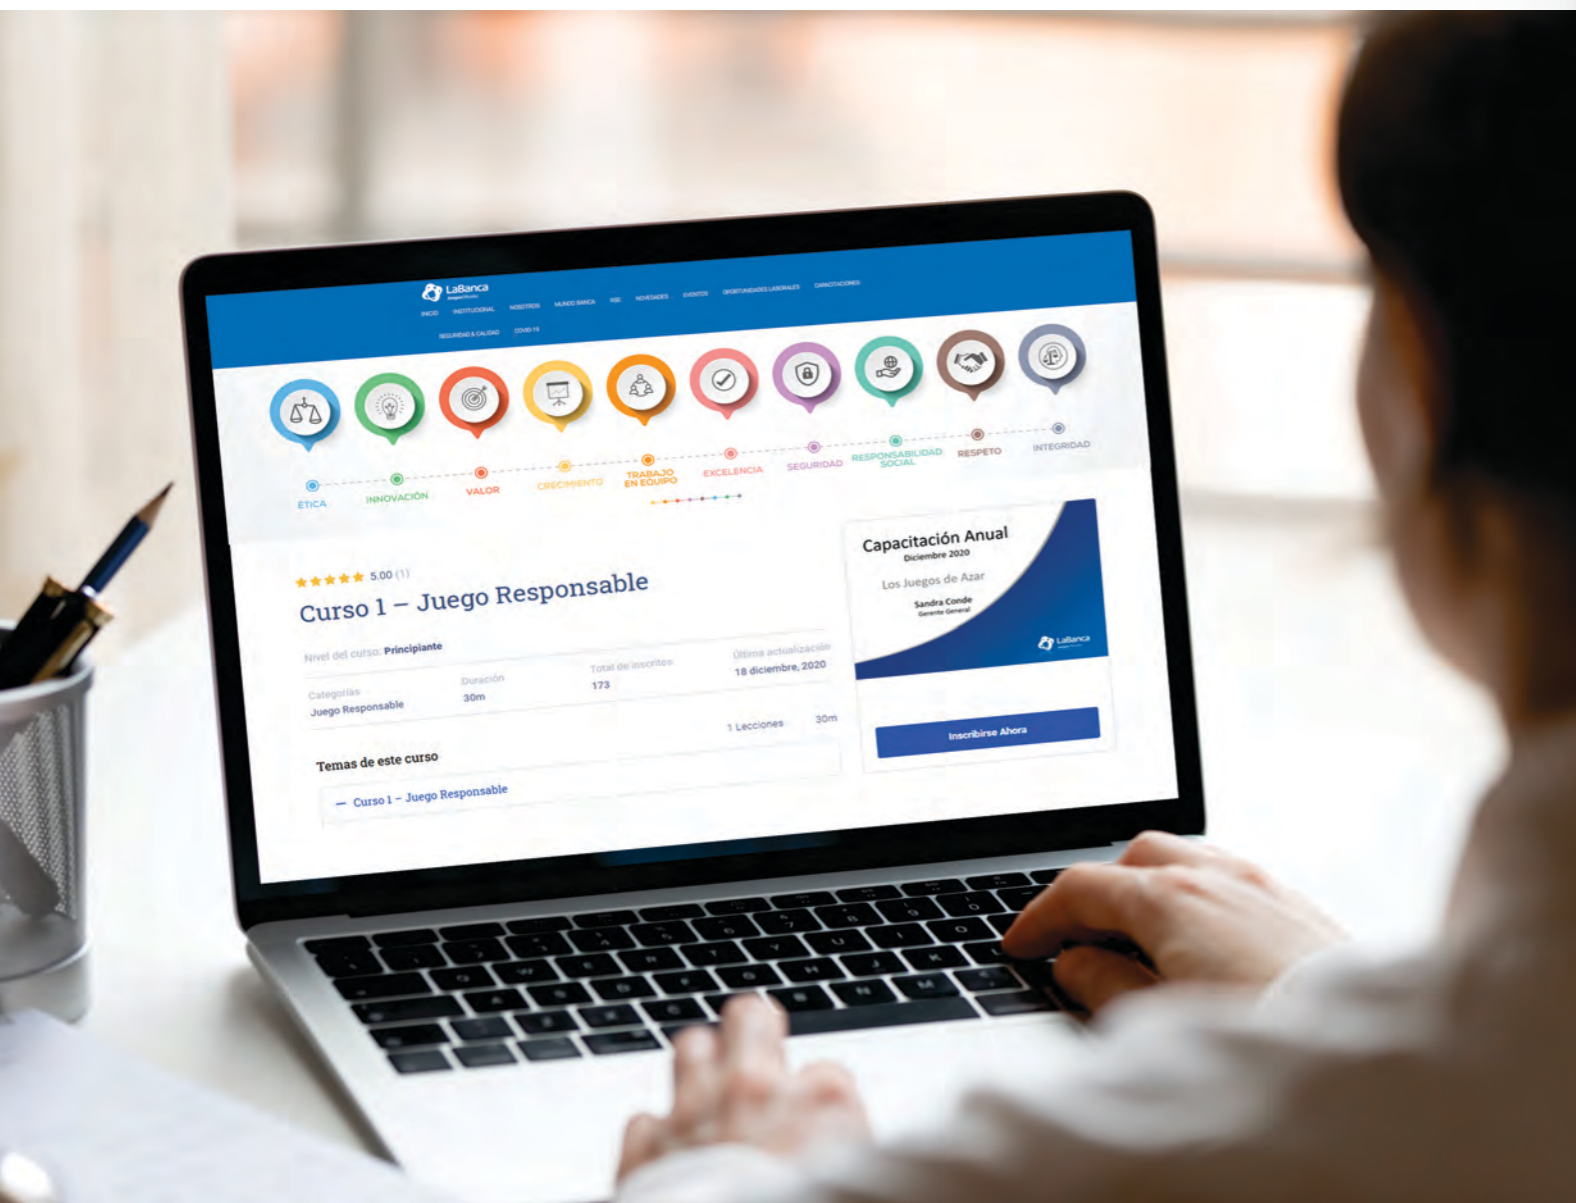 LaBanca
INICIO INSTITUCIONAL NOSOTROS MUNDO BANCA RSE NOVEDADES EVENTOS OPORTUNIDADES LABORALES CAPACITACIONES
SEGURIDAD & CALIDAD COVID-19
ÉTICA
INNOVACIÓN
VALOR
CRECIMIENTO
TRABAJO
EN EQUIPO
EXCELENCIA
SEGURIDAD
RESPONSABILIDAD
SOCIAL
RESPETO
INTEGRIDAD
5.00 (1)
Curso 1 – Juego Responsable
Nivel del curso: Principiante
Categorías
Juego Responsable
Duración
30m
Total de inscritos
173
Última actualización
18 diciembre, 2020
Temas de este curso
1 Lecciones 30m
— Curso 1 – Juego Responsable
Capacitación Anual
Diciembre 2020
Los Juegos de Azar
Sandra Conde
Gerente General
LaBanca
Inscribirse Ahora